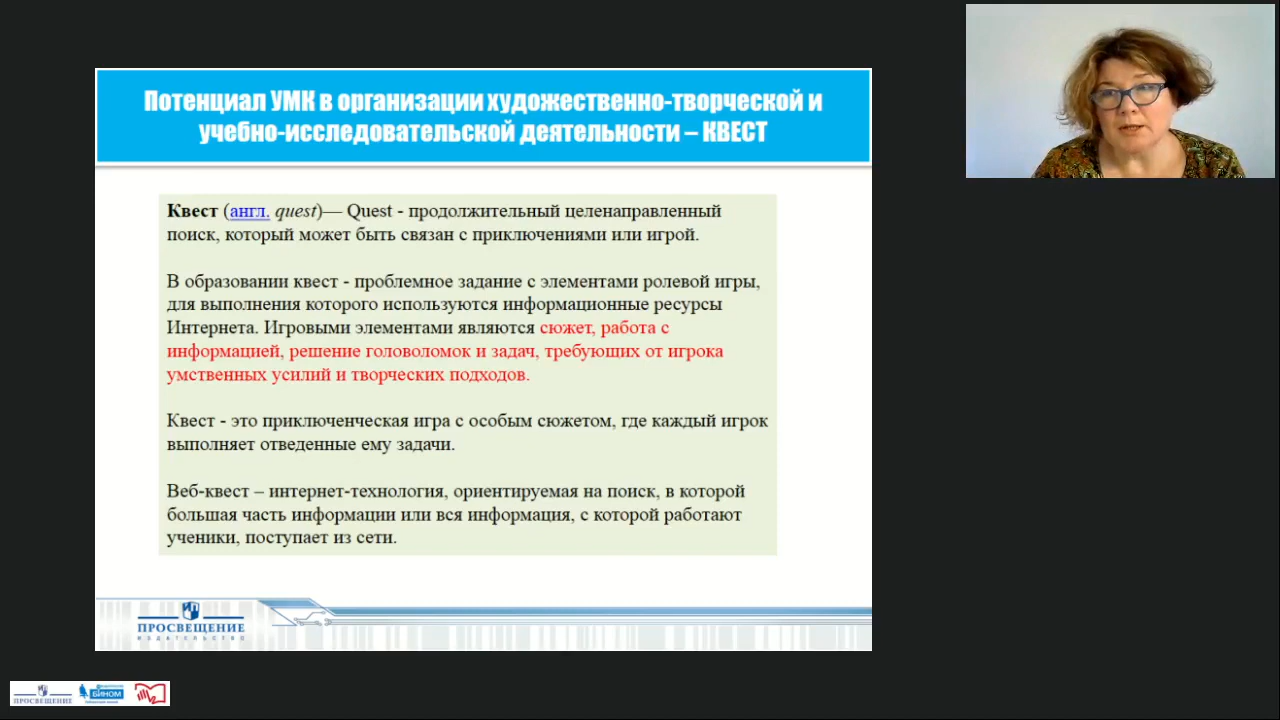 Потенциал УМК в организации художественно-творческой и
учебно-исследовательской деятельности – КВЕСТ
Квест (англ. quest)— Quest - продолжительный целенаправленный
поиск, который может быть связан с приключениями или игрой.
В образовании квест - проблемное задание c элементами ролевой игры,
для выполнения которого используются информационные ресурсы
Интернета. Игровыми элементами являются сюжет, работа с
информацией, решение головоломок и задач, требующих от игрока
умственных усилий и творческих подходов.
Квест - это приключенческая игра с особым сюжетом, где каждый игрок
выполняет отведенные ему задачи.
Веб-квест – интернет-технология, ориентируемая на поиск, в которой
большая часть информации или вся информация, с которой работают
ученики, поступает из сети.
ПРОСВЕЩЕНИЕ
ИЗДАТЕЛЬСТВО
ПРОСВЕЩЕНИЕ
БИНОМ